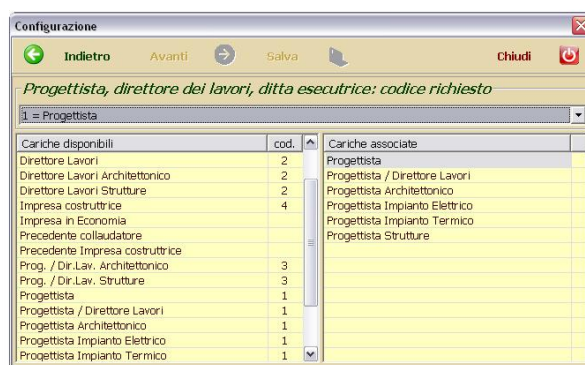 Configurazione
Indietro Avanti Salva Chiudi
Progettista, direttore dei lavori, ditta esecutrice: codice richiesto
1 = Progettista
Cariche disponibili cod. Cariche associate
Direttore Lavori 2 Progettista
Direttore Lavori Architettonico 2 Progettista / Direttore Lavori
Direttore Lavori Strutture 2 Progettista Architettonico
Impresa costruttrice 4 Progettista Impianto Elettrico
Impresa in Economia Progettista Impianto Termico
Precedente collaudatore Progettista Strutture
Precedente Impresa costruttrice
Prog. / Dir.Lav. Architettonico 3
Prog. / Dir.Lav. Strutture 3
Progettista 1
Progettista / Direttore Lavori 1
Progettista Architettonico 1
Progettista Impianto Elettrico 1
Progettista Impianto Termico 1